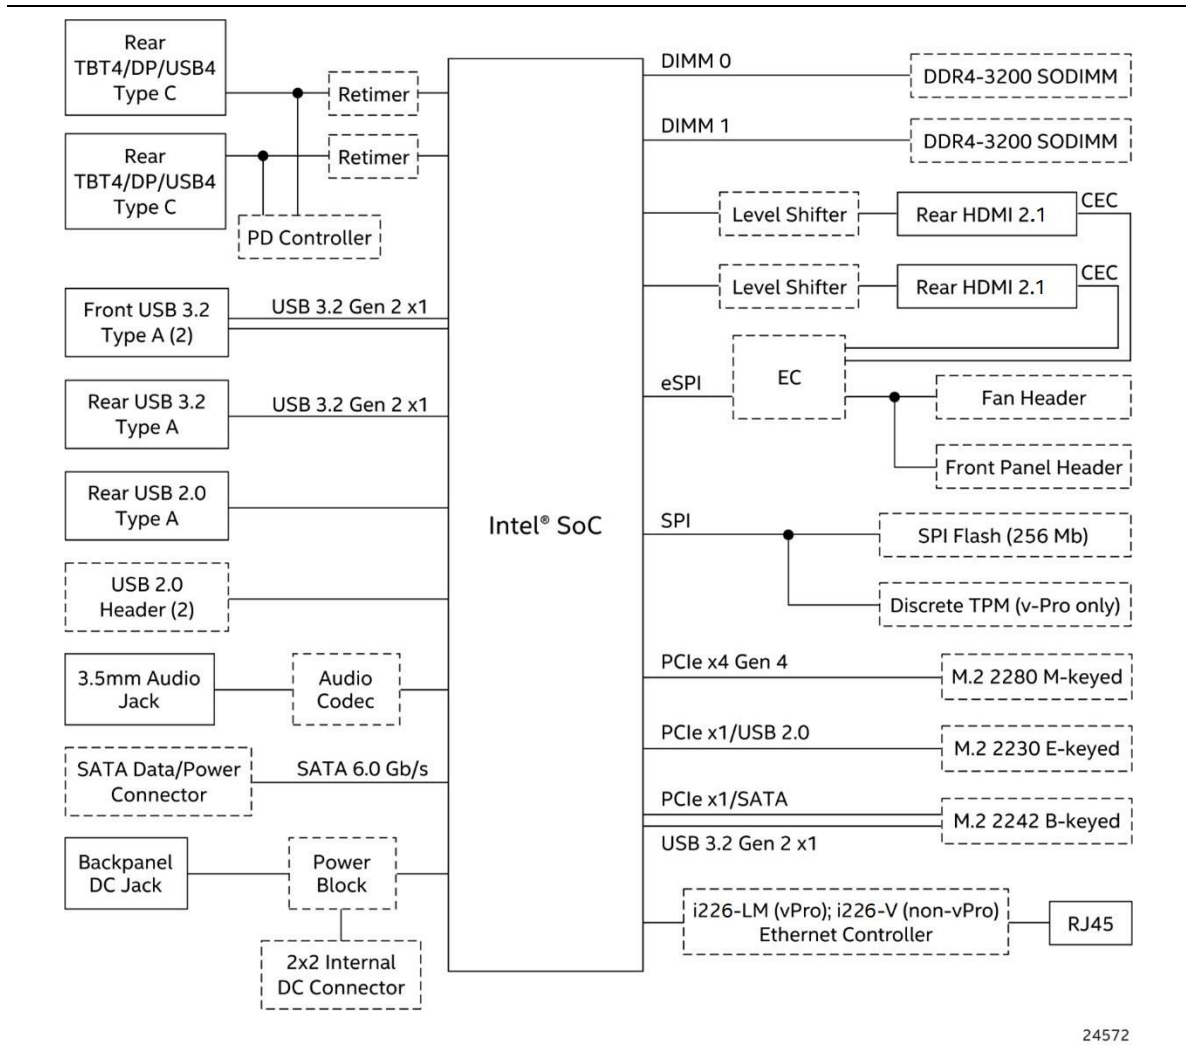 Rear
TBT4/DP/USB4
Type C
Retimer
Rear
TBT4/DP/USB4
Type C
Retimer
PD Controller
Front USB 3.2
Type A (2)
USB 3.2 Gen 2 x1
Rear USB 3.2
Type A
USB 3.2 Gen 2 x1
Rear USB 2.0
Type A
USB 2.0
Header (2)
3.5mm Audio
Jack
Audio
Codec
SATA Data/Power
Connector
SATA 6.0 Gb/s
Backpanel
DC Jack
Power
Block
2x2 Internal
DC Connector
Intel® SoC
DIMM 0
DDR4-3200 SODIMM
DIMM 1
DDR4-3200 SODIMM
Level Shifter
Rear HDMI 2.1
CEC
Level Shifter
Rear HDMI 2.1
CEC
eSPI
EC
Fan Header
Front Panel Header
SPI
SPI Flash (256 Mb)
Discrete TPM (v-Pro only)
PCIe x4 Gen 4
M.2 2280 M-keyed
PCIe x1/USB 2.0
M.2 2230 E-keyed
PCIe x1/SATA
M.2 2242 B-keyed
USB 3.2 Gen 2 x1
i226-LM (vPro); i226-V (non-vPro)
Ethernet Controller
RJ45
24572